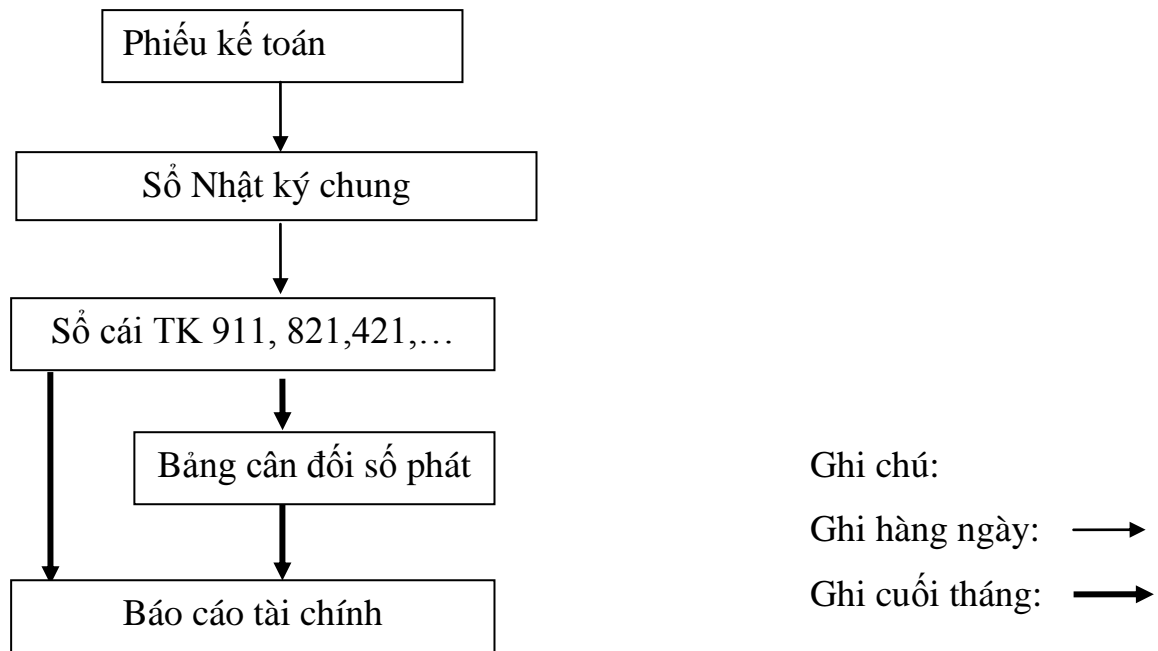 Phiếu kế toán
Sổ Nhật ký chung
Sổ cái TK 911, 821,421,…
Bảng cân đối số phát
Báo cáo tài chính
Ghi chú:
Ghi hàng ngày:
Ghi cuối tháng: